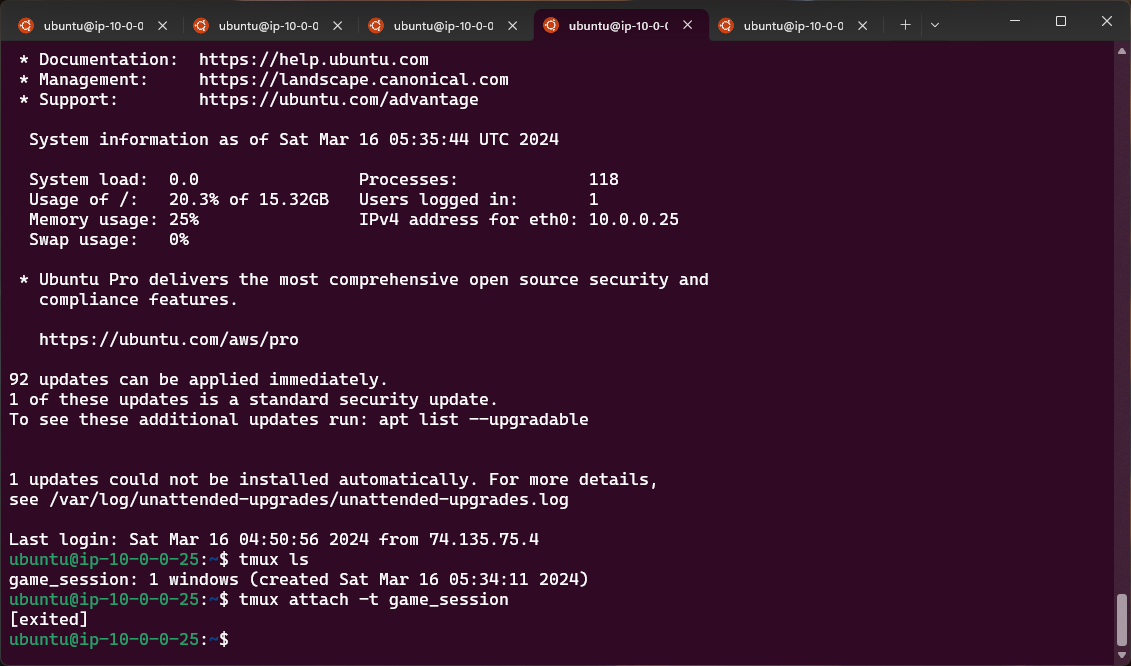 ubuntu@ip-10-0-0 ubuntu@ip-10-0-0 ubuntu@ip-10-0-0 ubuntu@ip-10-0-0 ubuntu@ip-10-0-0
 * Documentation:  https://help.ubuntu.com
 * Management:     https://landscape.canonical.com
 * Support:        https://ubuntu.com/advantage
  System information as of Sat Mar 16 05:35:44 UTC 2024
  System load:  0.0                Processes:             118
  Usage of /:   20.3% of 15.32GB   Users logged in:       1
  Memory usage: 25%                IPv4 address for eth0: 10.0.0.25
  Swap usage:   0%
 * Ubuntu Pro delivers the most comprehensive open source security and
   compliance features.
   https://ubuntu.com/aws/pro
92 updates can be applied immediately.
1 of these updates is a standard security update.
To see these additional updates run: apt list --upgradable
1 updates could not be installed automatically. For more details,
see /var/log/unattended-upgrades/unattended-upgrades.log
Last login: Sat Mar 16 04:50:56 2024 from 74.135.75.4
ubuntu@ip-10-0-0-25:~$ tmux ls
game_session: 1 windows (created Sat Mar 16 05:34:11 2024)
ubuntu@ip-10-0-0-25:~$ tmux attach -t game_session
[exited]
ubuntu@ip-10-0-0-25:~$